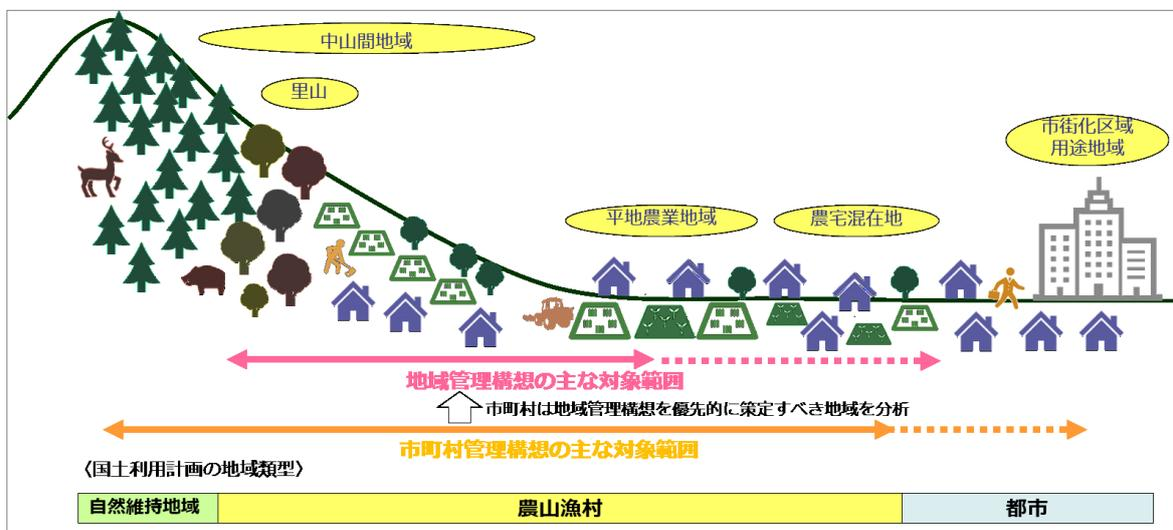 中山間地域
里山
市街化区域
用途地域
平地農業地域
農宅混在地
地域管理構想の主な対象範囲
市町村は地域管理構想を優先的に策定すべき地域を分析
市町村管理構想の主な対象範囲
〈国土利用計画の地域類型〉
自然維持地域
農山漁村
都市